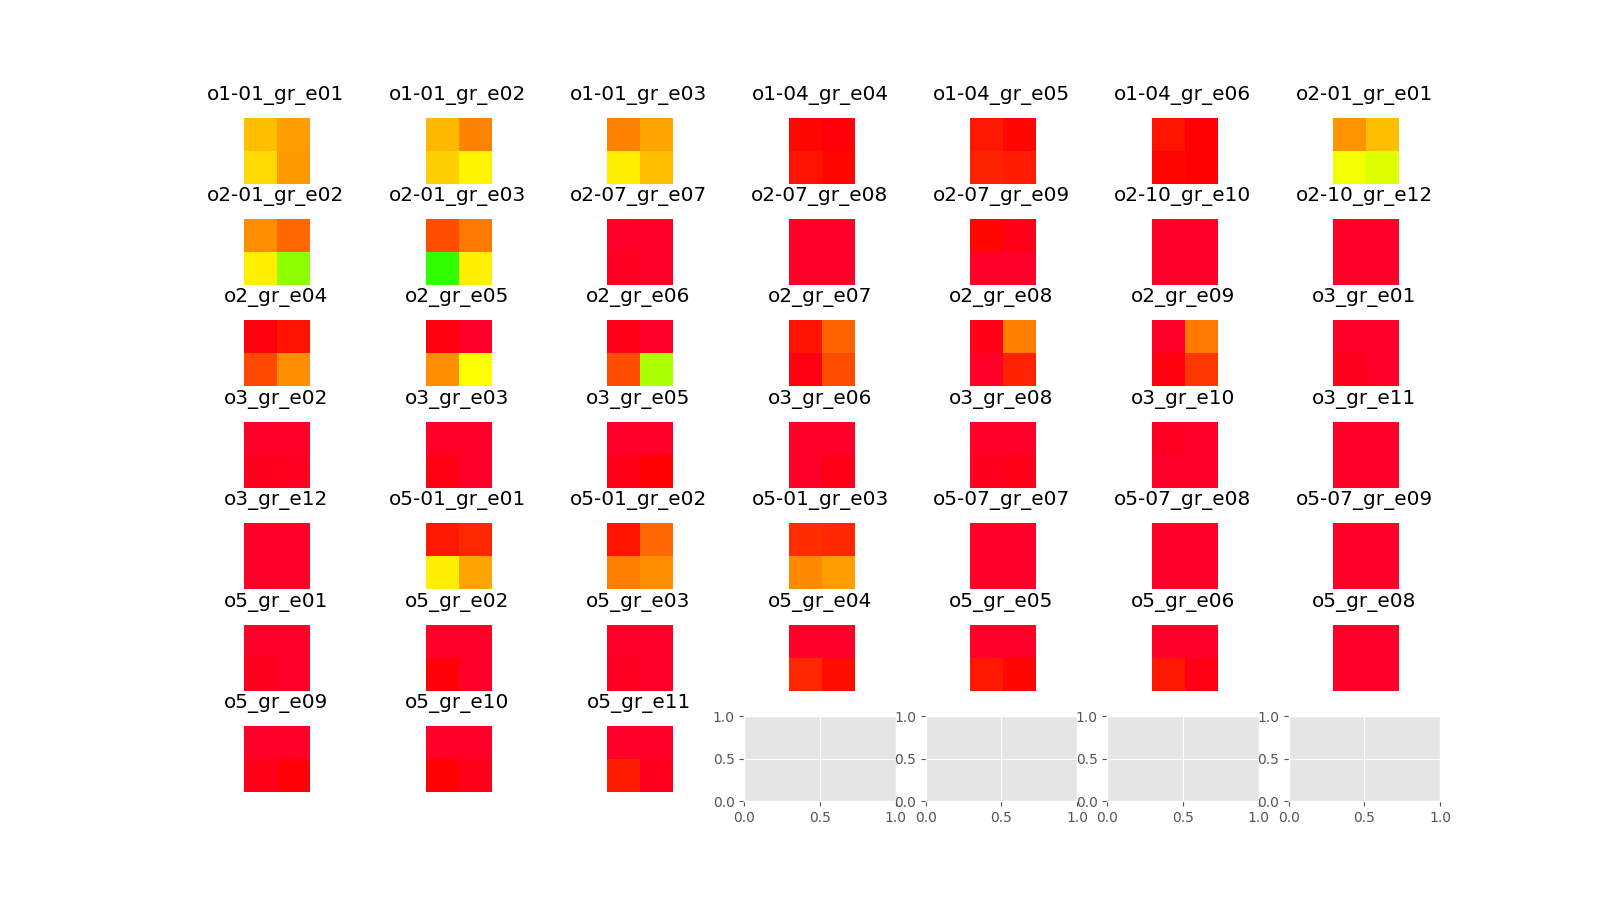 o1-01_gr_e01 o1-01_gr_e02 o1-01_gr_e03 o1-04_gr_e04 o1-04_gr_e05 o1-04_gr_e06 o2-01_gr_e01
o2-01_gr_e02 o2-01_gr_e03 o2-07_gr_e07 o2-07_gr_e08 o2-07_gr_e09 o2-10_gr_e10 o2-10_gr_e12
o2_gr_e04 o2_gr_e05 o2_gr_e06 o2_gr_e07 o2_gr_e08 o2_gr_e09 o3_gr_e01
o3_gr_e02 o3_gr_e03 o3_gr_e05 o3_gr_e06 o3_gr_e08 o3_gr_e10 o3_gr_e11
o3_gr_e12 o5-01_gr_e01 o5-01_gr_e02 o5-01_gr_e03 o5-07_gr_e07 o5-07_gr_e08 o5-07_gr_e09
o5_gr_e01 o5_gr_e02 o5_gr_e03 o5_gr_e04 o5_gr_e05 o5_gr_e06 o5_gr_e08
o5_gr_e09 o5_gr_e10 o5_gr_e11
1.0 1.0 1.0 1.0
0.5 0.5 0.5 0.5
0.0 0.0 0.0 0.0
0.0 0.5 1.0 0.0 0.5 1.0 0.0 0.5 1.0 0.0 0.5 1.0